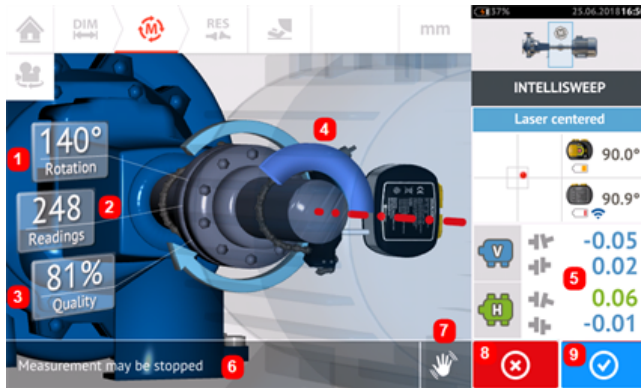 37%
25.06.2018 16:50
DIM
M
RES
mm
INTELLISWEEP
Laser centered
90.0°
90.9°
1
140°
Rotation
2
248
Readings
3
81%
Quality
4
V
-0.05
0.02
5
H
0.06
-0.01
Measurement may be stopped
6
7
8
9